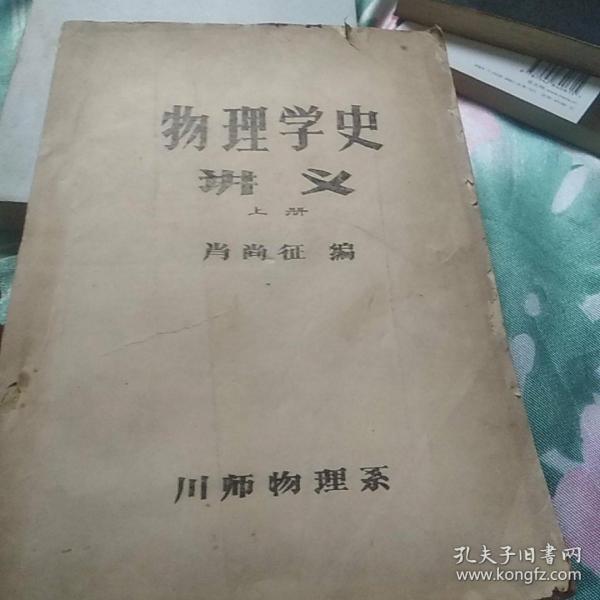 物理学史
讲义
上册
肖尚征 编
川师物理系
孔夫子旧书网
www.kongfz.com